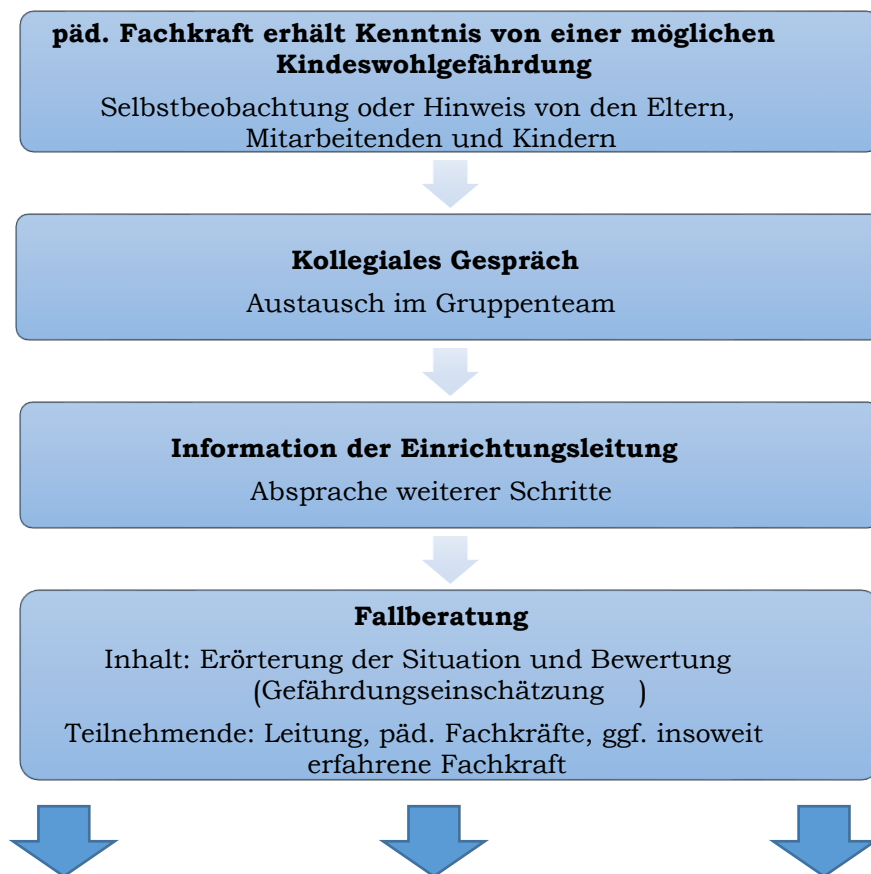 päd. Fachkraft erhält Kenntnis von einer möglichen
Kindeswohlgefährdung
Selbstbeobachtung oder Hinweis von den Eltern,
Mitarbeitenden und Kindern
Kollegiales Gespräch
Austausch im Gruppenteam
Information der Einrichtungsleitung
Absprache weiterer Schritte
Fallberatung
Inhalt: Erörterung der Situation und Bewertung
(Gefährdungseinschätzung )
Teilnehmende: Leitung, päd. Fachkräfte, ggf. insoweit
erfahrene Fachkraft